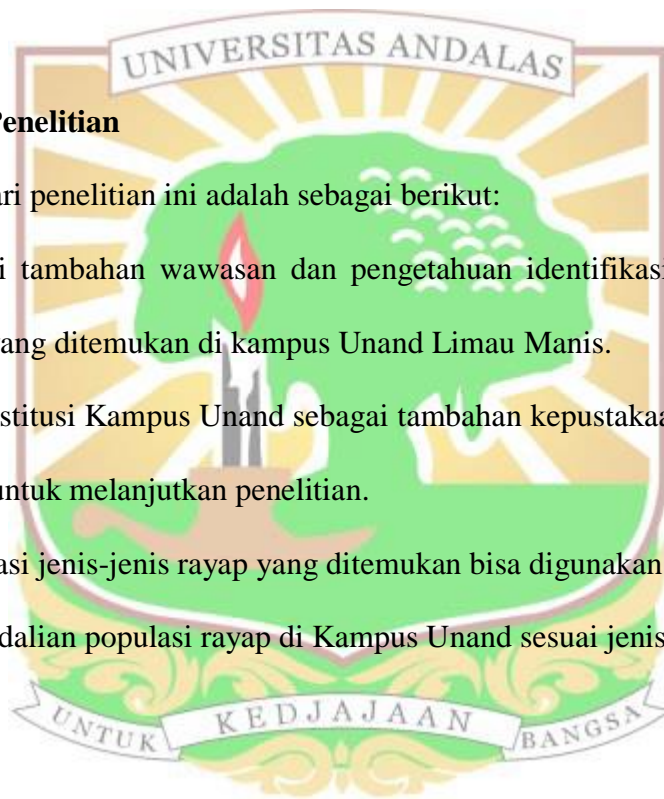 UNIVERSITAS ANDALAS
Penelitian
ari penelitian ini adalah sebagai berikut:
i tambahan wawasan dan pengetahuan identifikasi
ang ditemukan di kampus Unand Limau Manis.
stitusi Kampus Unand sebagai tambahan kepustakaa
untuk melanjutkan penelitian.
asi jenis-jenis rayap yang ditemukan bisa digunakan
dalian populasi rayap di Kampus Unand sesuai jenis
UNTUK KEDJAJAAN BANGSA